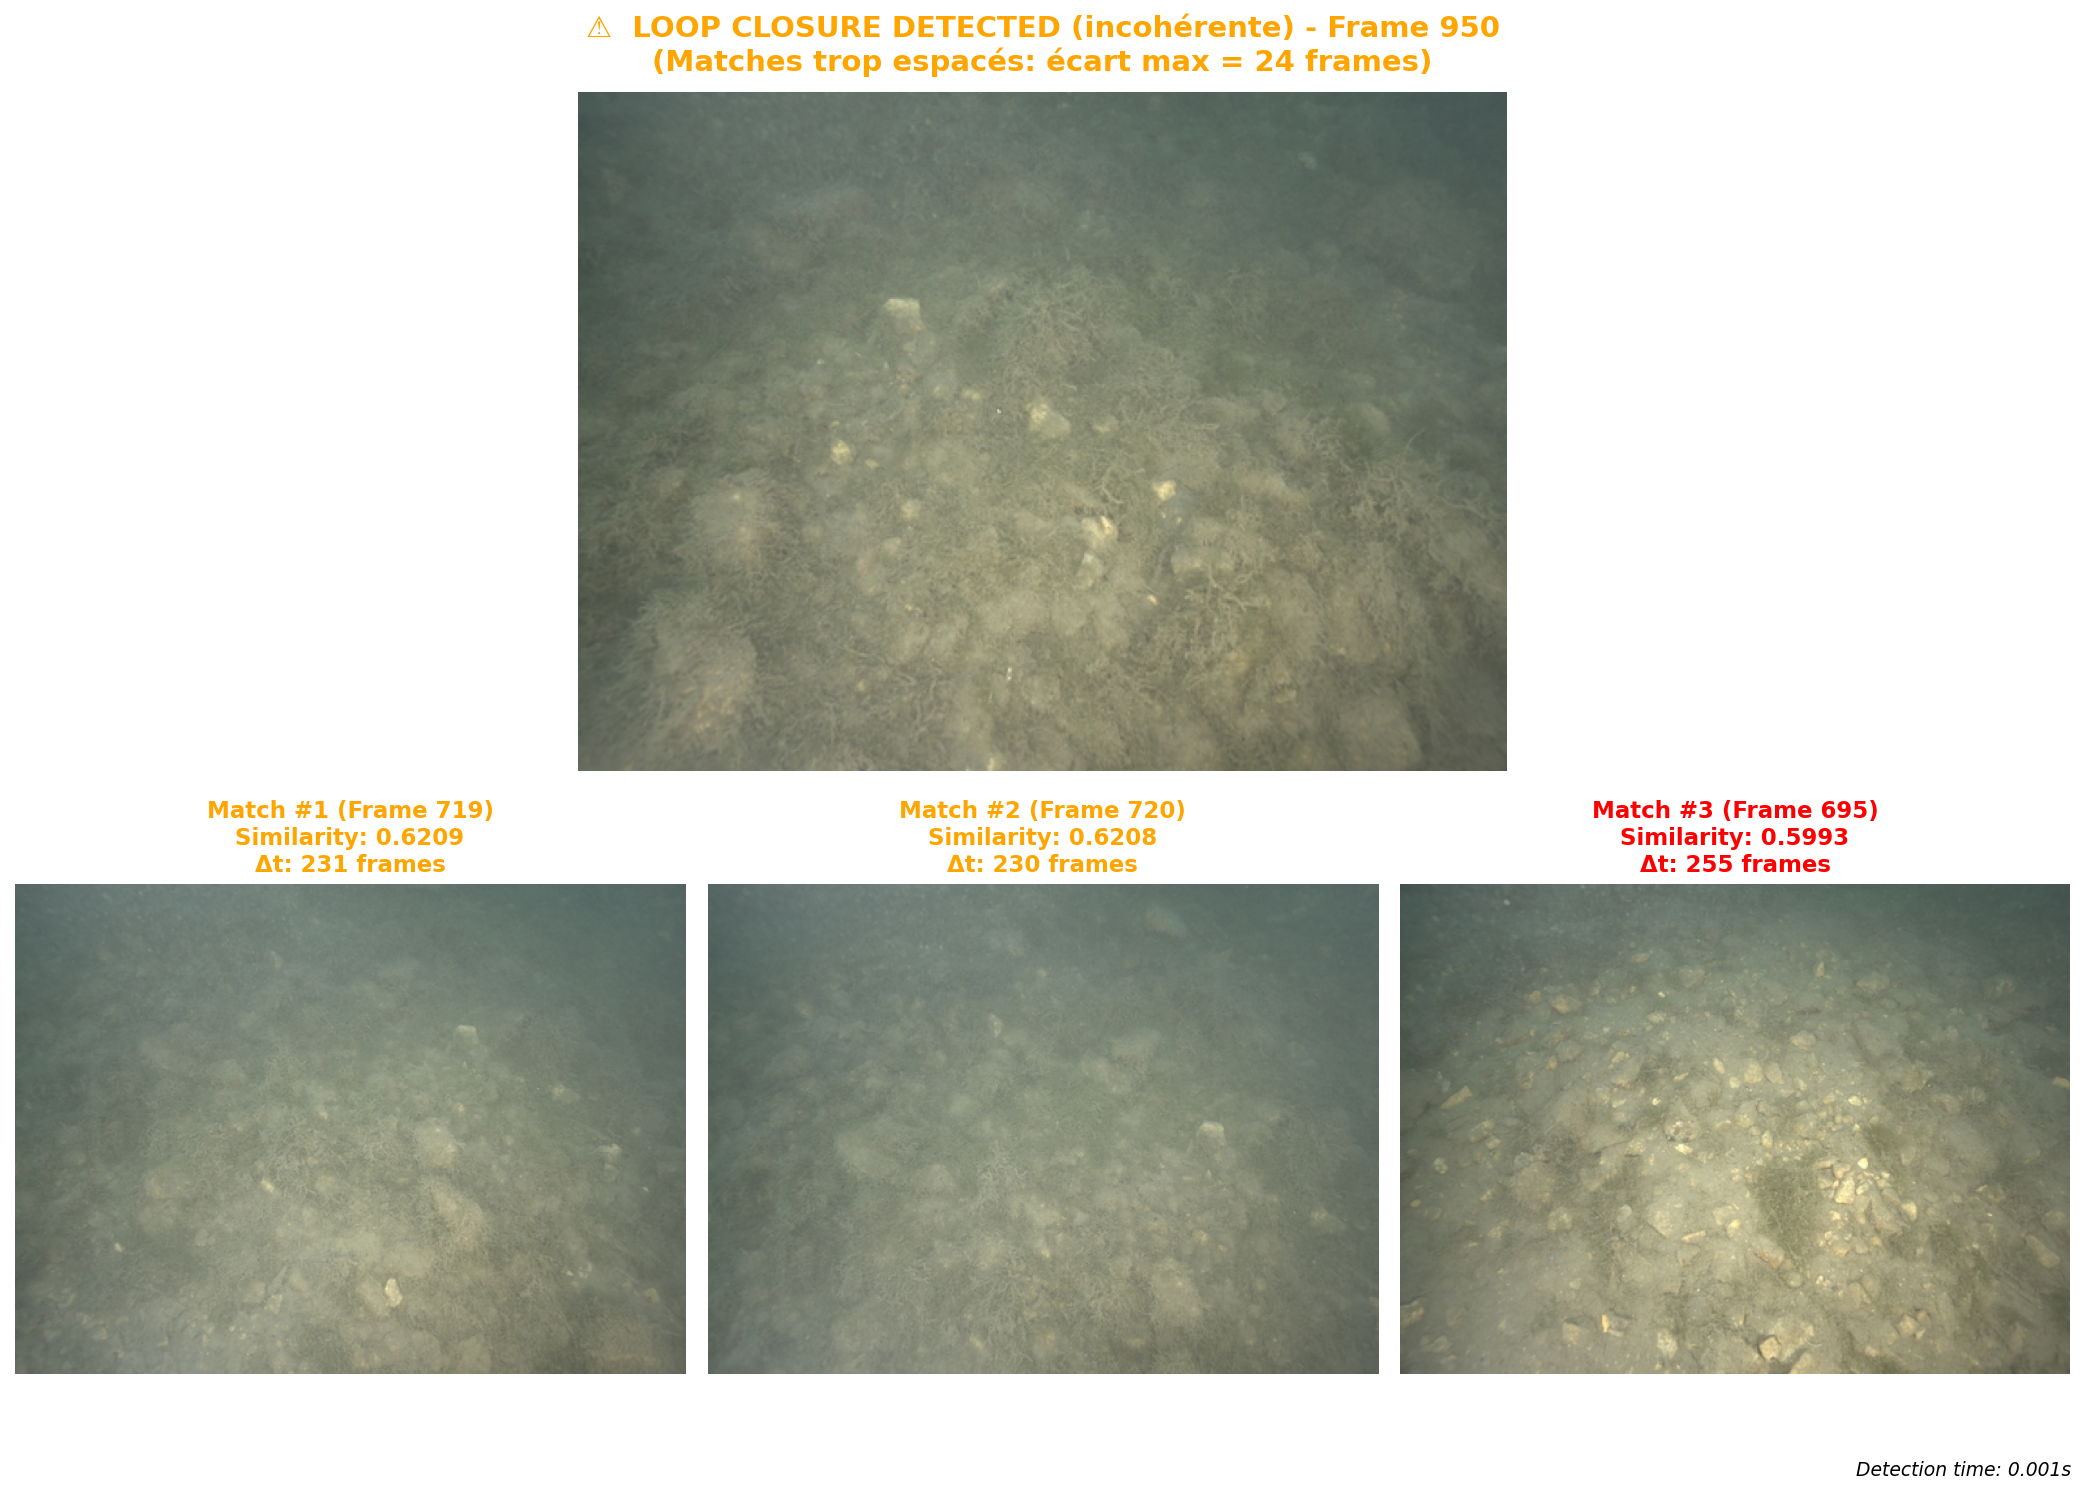 ⚠ LOOP CLOSURE DETECTED (incohérente) - Frame 950
(Matches trop espacés: écart max = 24 frames)
Match #1 (Frame 719)
Similarity: 0.6209
Δt: 231 frames
Match #2 (Frame 720)
Similarity: 0.6208
Δt: 230 frames
Match #3 (Frame 695)
Similarity: 0.5993
Δt: 255 frames
Detection time: 0.001s